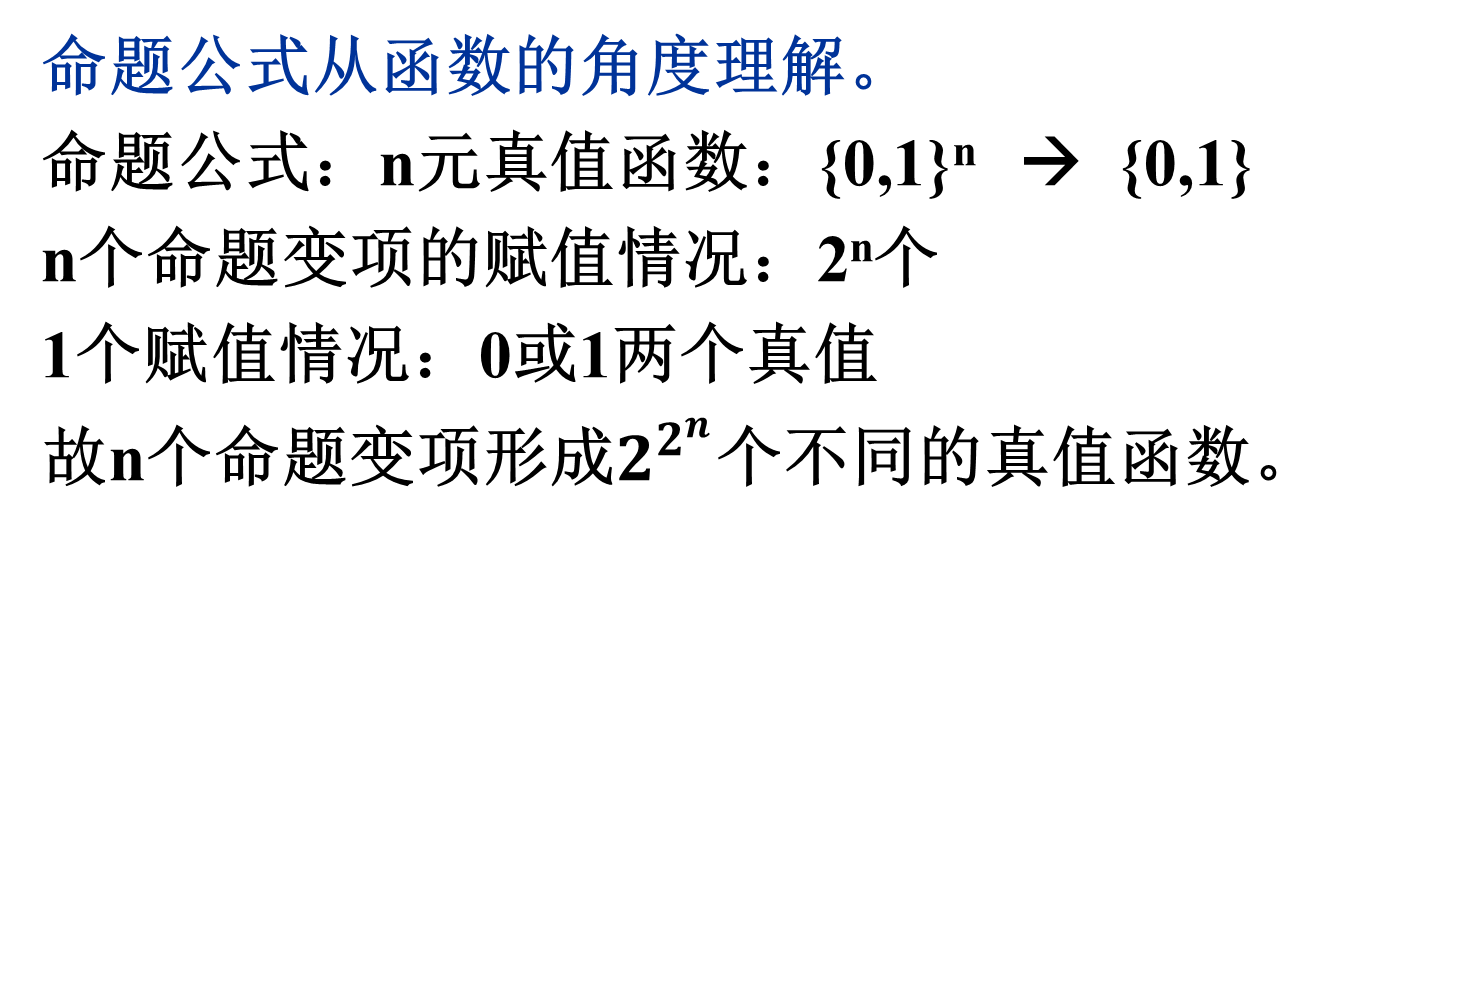 命题公式从函数的角度理解。
命题公式：n元真值函数：{0,1}ⁿ → {0,1}
n个命题变项的赋值情况：2ⁿ个
1个赋值情况：0或1两个真值
故n个命题变项形成2^{2^n}个不同的真值函数。